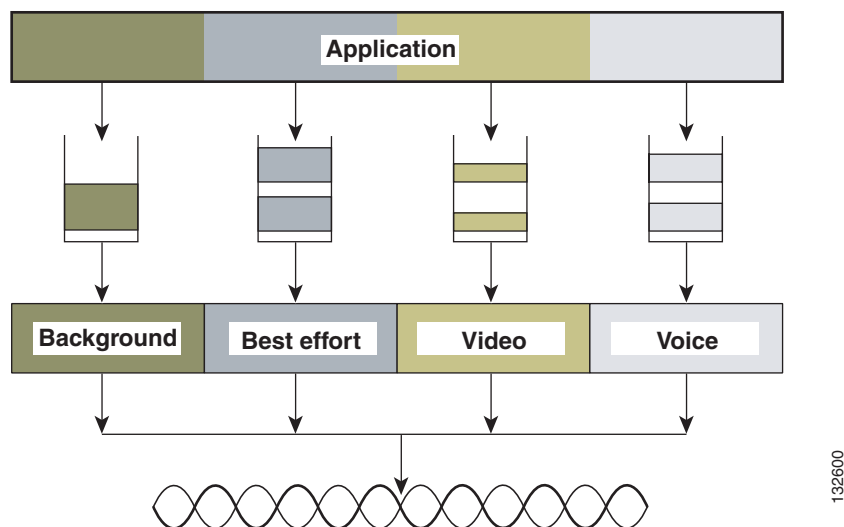 Application
Background
Best effort
Video
Voice
132600